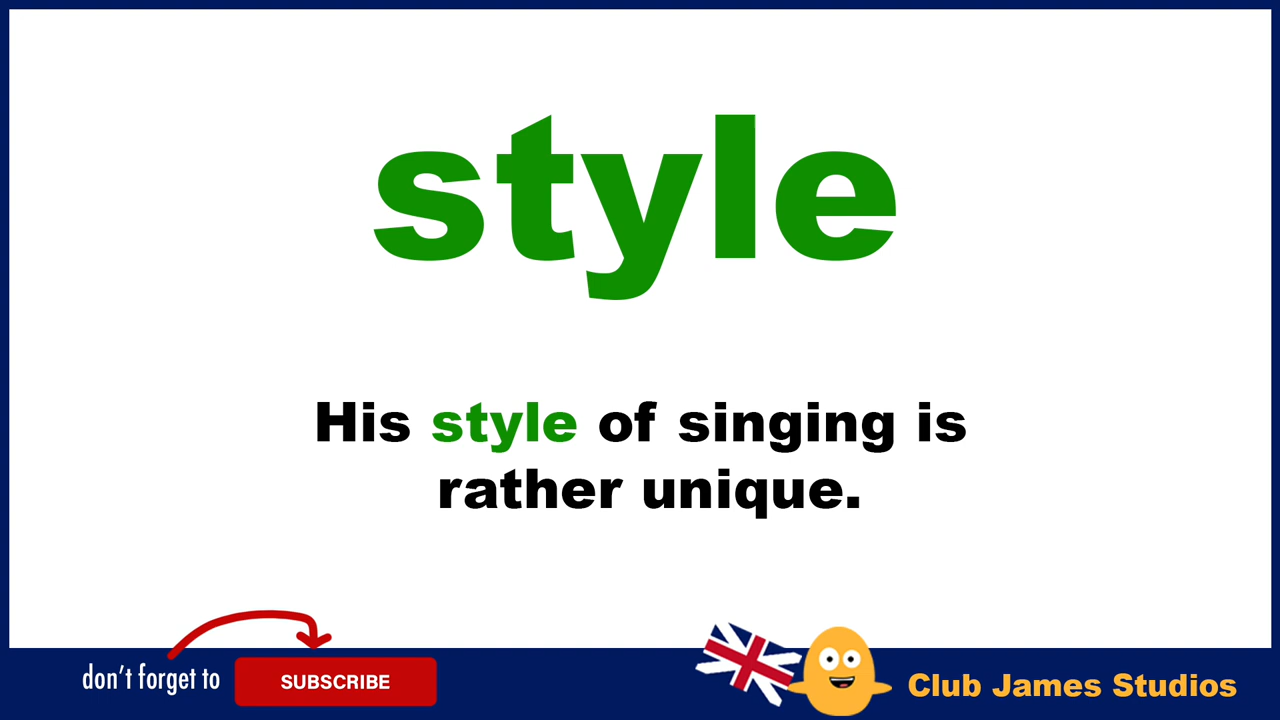 style
His style of singing is
rather unique.
don't forget to
SUBSCRIBE
Club James Studios